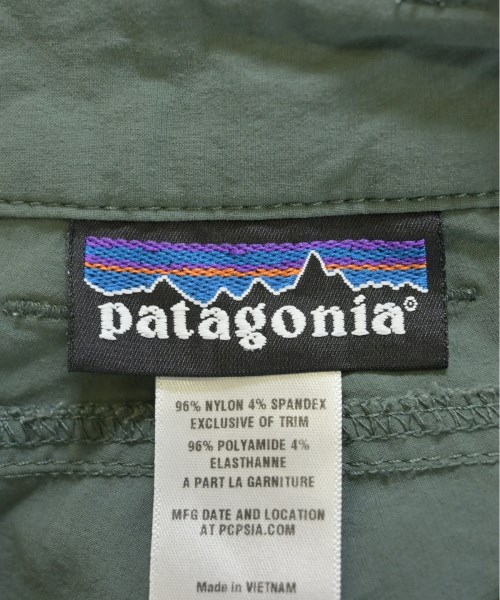 patagonia®
96% NYLON 4% SPANDEX
EXCLUSIVE OF TRIM
96% POLYAMIDE 4%
ELASTHANNE
A PART LA GARNITURE
MFG DATE AND LOCATION
AT PCPSIA.COM
Made in VIETNAM